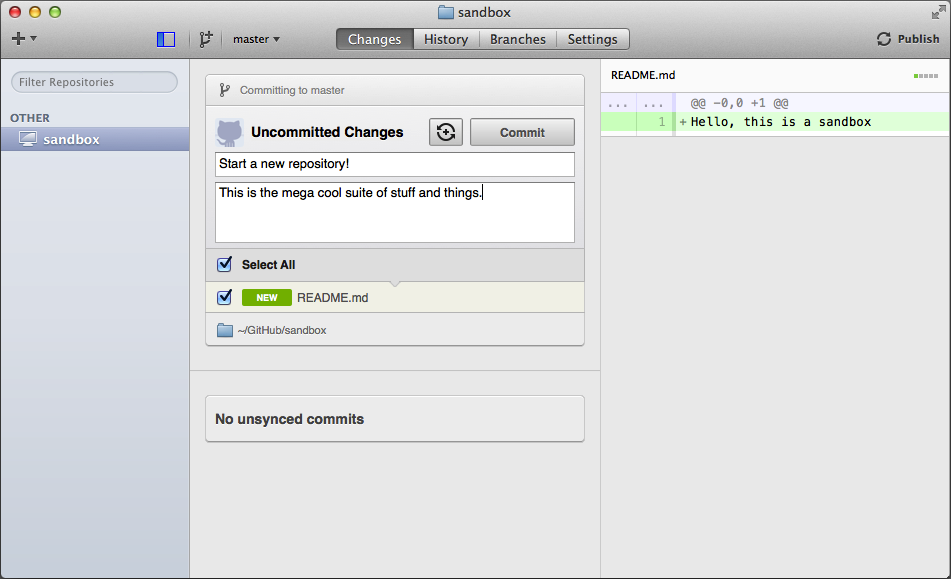 sandbox
master
Changes
History
Branches
Settings
Publish
Filter Repositories
OTHER
sandbox
Committing to master
Uncommitted Changes
Commit
Start a new repository!
This is the mega cool suite of stuff and things.
Select All
NEW README.md
~/GitHub/sandbox
No unsynced commits
README.md
... ... @@ -0,0 +1 @@
1 +Hello, this is a sandbox